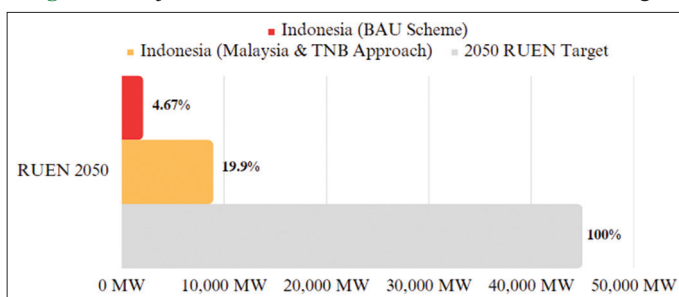 Indonesia (BAU Scheme)
Indonesia (Malaysia & TNB Approach) 2050 RUEN Target
4.67%
RUEN 2050
19.9%
100%
0 MW 10,000 MW 20,000 MW 30,000 MW 40,000 MW 50,000 MW